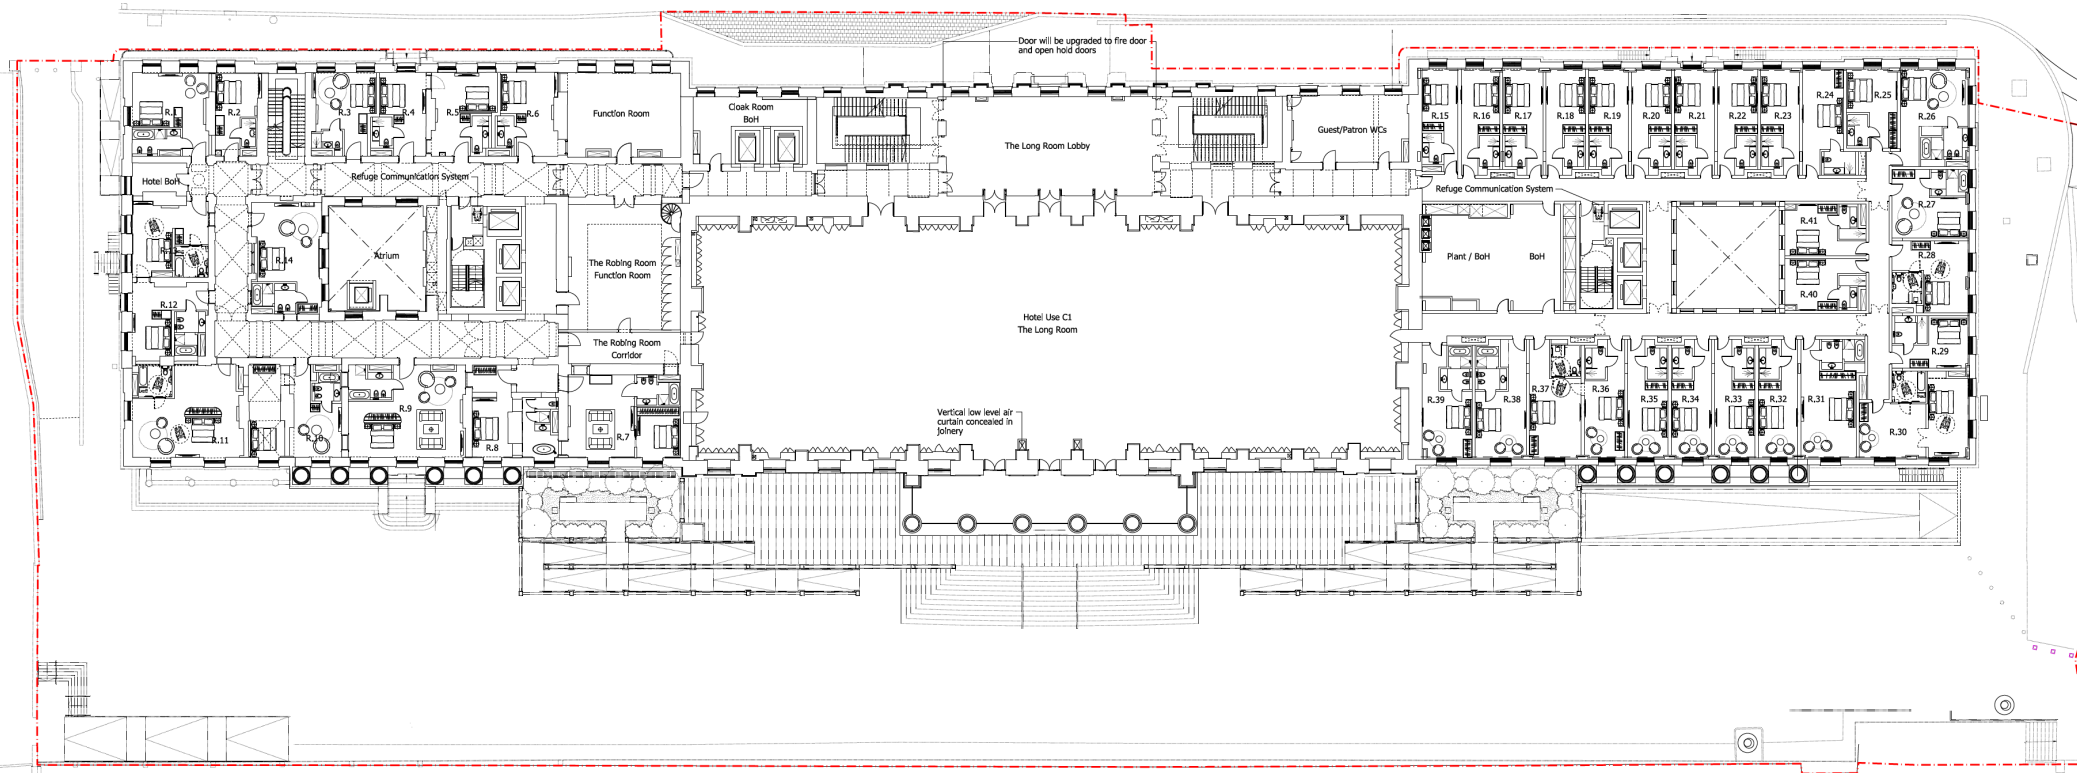 Door will be upgraded to fire door
and open hold doors
R.1
R.2
R.3
R.4
R.5
R.6
Function Room
Cloak Room
BoH
The Long Room Lobby
Guest/Patron WCs
R.15
R.16
R.17
R.18
R.19
R.20
R.21
R.22
R.23
R.24
R.25
R.26
Hotel BoH
Refuge Communication System
Refuge Communication System
R.14
Atrium
The Robing Room
Function Room
Plant / BoH
BoH
R.41
R.40
R.27
R.28
R.12
Hotel Use C1
The Long Room
The Robing Room
Corridor
R.29
R.11
R.10
R.9
R.8
R.7
Vertical low level air
curtain concealed in
joinery
R.39
R.38
R.37
R.36
R.35
R.34
R.33
R.32
R.31
R.30